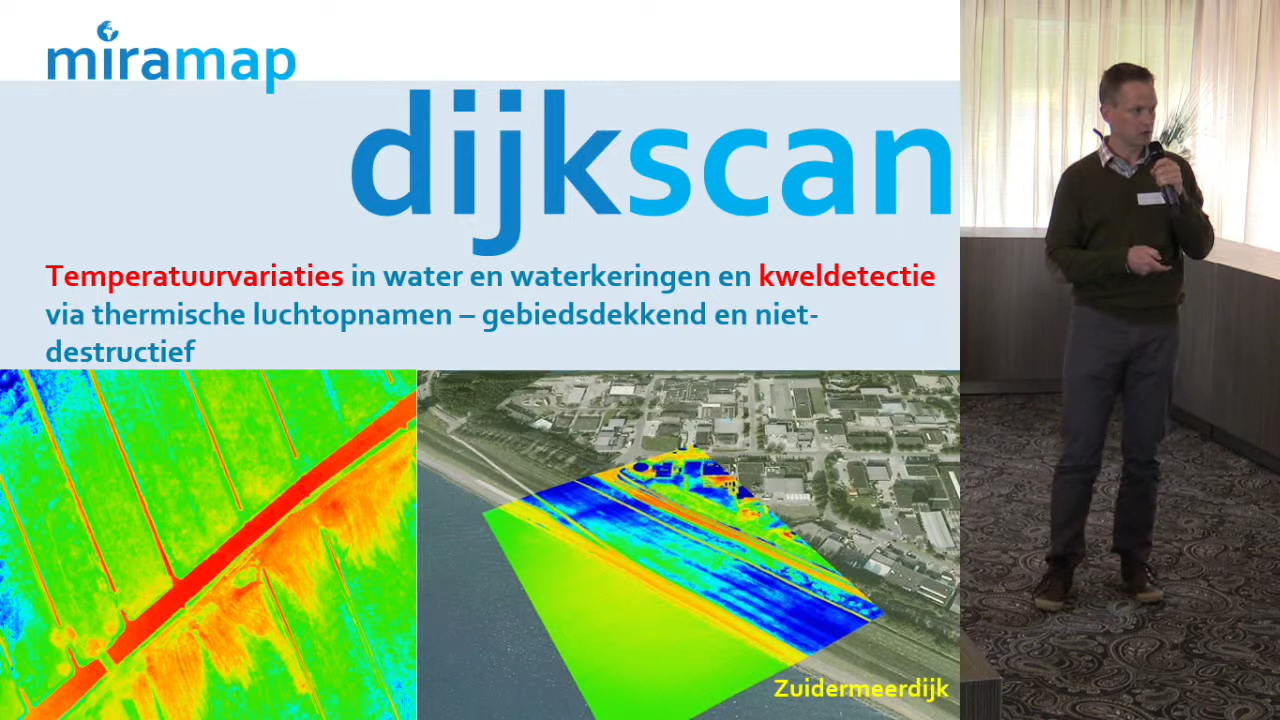 miramap
dijkscan
Temperatuurvariaties in water en waterkeringen en kweldetectie
via thermische luchtopnamen – gebiedsdekkend en niet-
destructief
Zuidermeerdijk